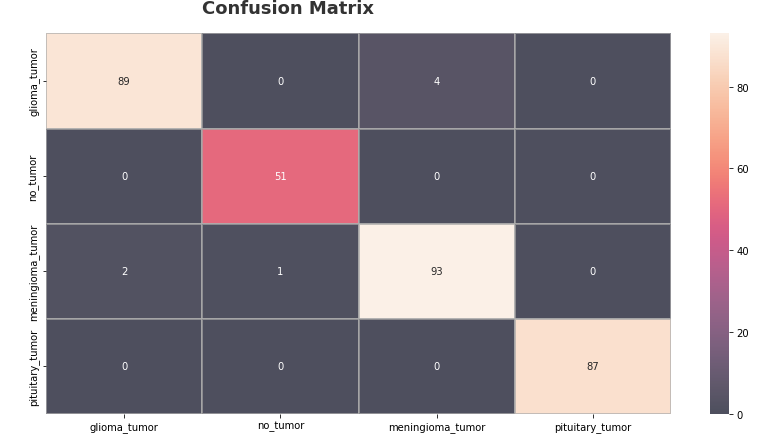 Confusion Matrix
glioma_tumor
89 0 4 0
no_tumor
0 51 0 0
meningioma_tumor
2 1 93 0
pituitary_tumor
0 0 0 87
glioma_tumor no_tumor meningioma_tumor pituitary_tumor
80
60
40
20
0